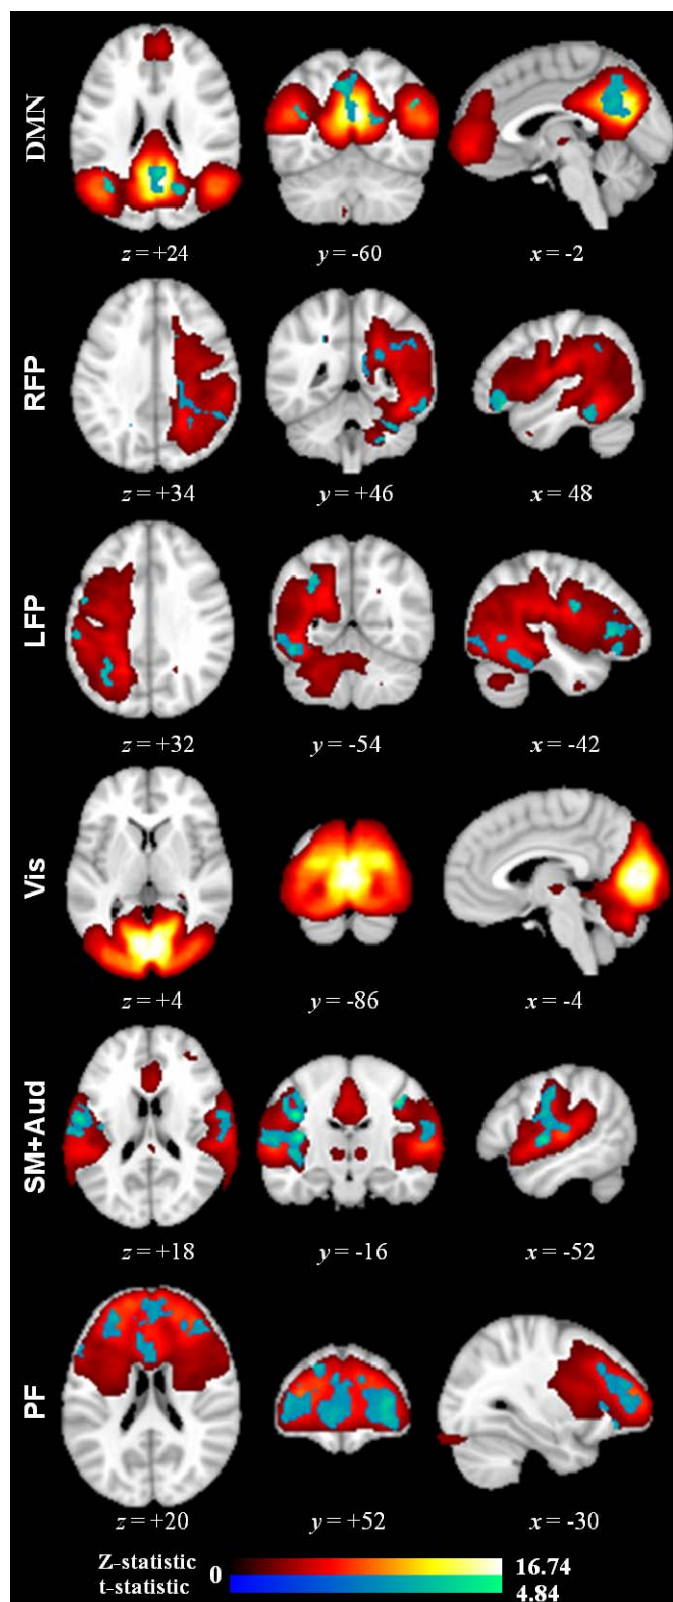 DMN
z = +24 y = -60 x = -2
RFP
z = +34 y = +46 x = 48
LFP
z = +32 y = -54 x = -42
Vis
z = +4 y = -86 x = -4
SM+Aud
z = +18 y = -16 x = -52
PF
z = +20 y = +52 x = -30
Z-statistic 0 16.74
t-statistic 4.84